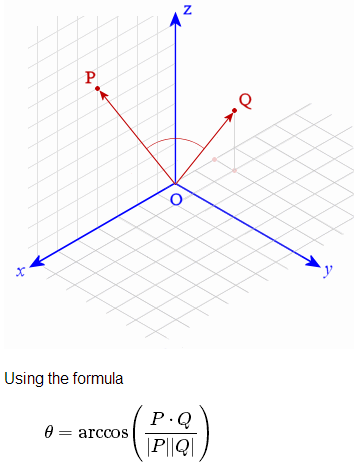 z
P
Q
O
x
y
Using the formula
θ = arccos(P · Q / |P||Q|)